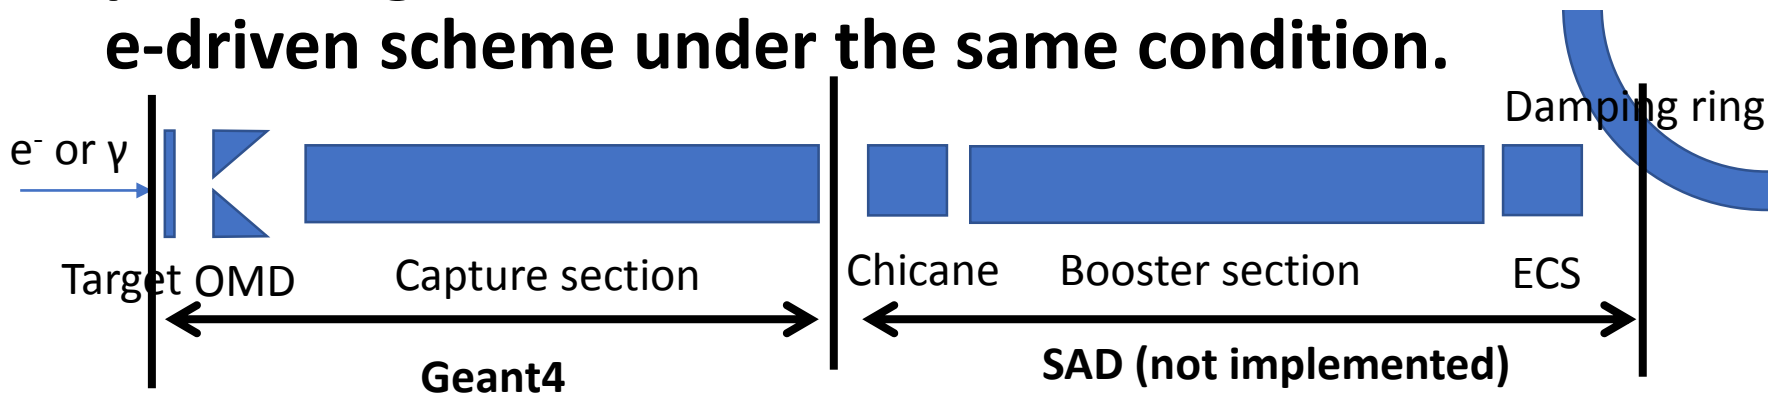 e-driven scheme under the same condition.
Damping ring
e⁻ or γ
Target OMD
Capture section
Chicane
Booster section
ECS
Geant4
SAD (not implemented)